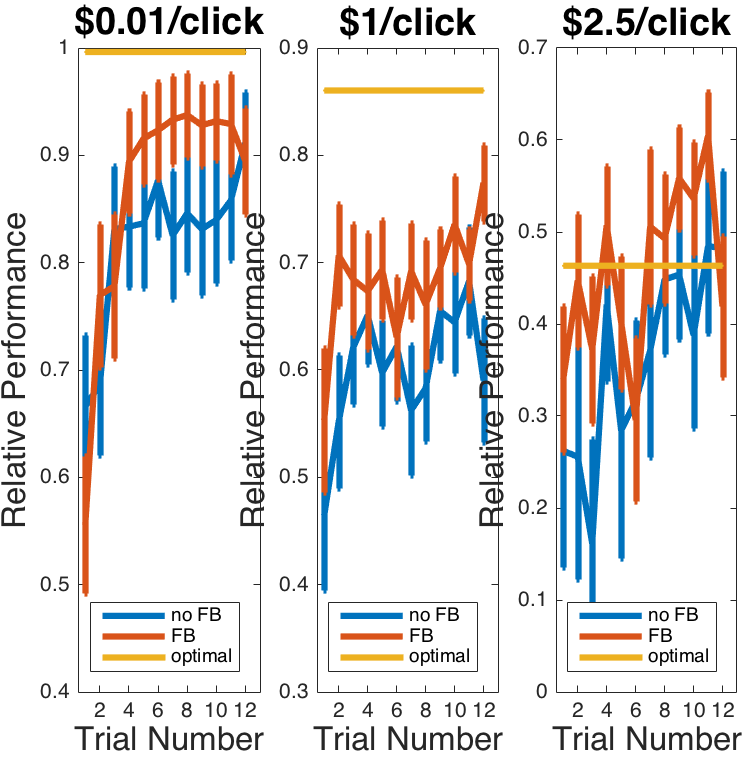 $0.01/click
Relative Performance
1
0.9
0.8
0.7
0.6
0.5
0.4
2 4 6 8 10 12
Trial Number
no FB
FB
optimal
$1/click
Relative Performance
0.9
0.8
0.7
0.6
0.5
0.4
0.3
2 4 6 8 10 12
Trial Number
no FB
FB
optimal
$2.5/click
Relative Performance
0.7
0.6
0.5
0.4
0.3
0.2
0.1
0
2 4 6 8 10 12
Trial Number
no FB
FB
optimal